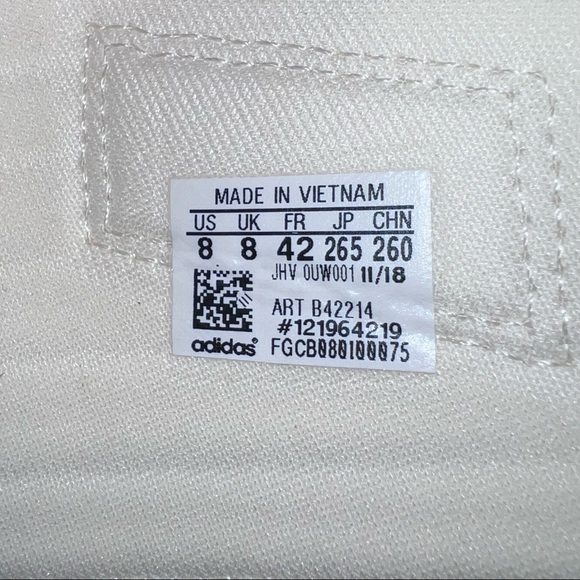 MADE IN VIETNAM
US UK FR JP CHN
8 8 42 265 260
JHV 0UW001 11/18
ART B42214
#121964219
adidas® FGCB080100075